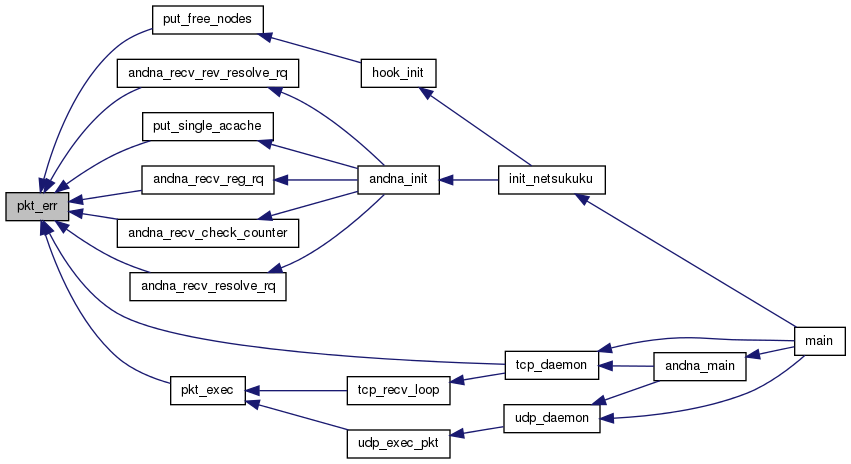 put_free_nodes
hook_init
andna_recv_rev_resolve_rq
put_single_acache
andna_recv_reg_rq
andna_init
init_netsukuku
pkt_err
andna_recv_check_counter
andna_recv_resolve_rq
main
tcp_daemon
andna_main
pkt_exec
tcp_recv_loop
udp_daemon
udp_exec_pkt